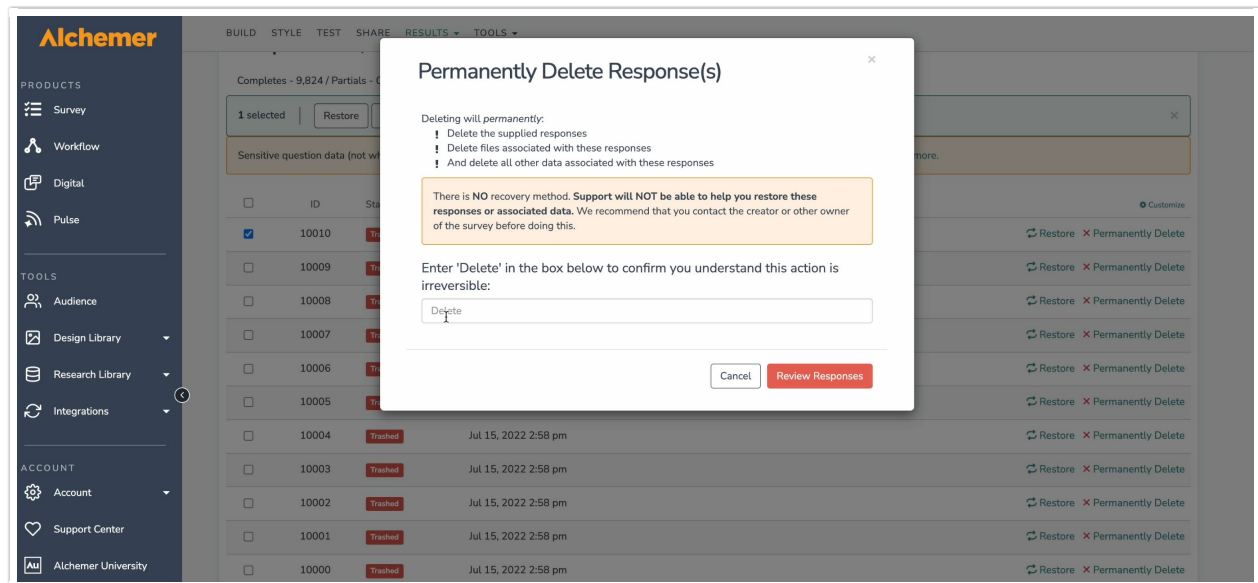 Alchemer
BUILD STYLE TEST SHARE RESULTS TOOLS
PRODUCTS
Survey
Workflow
Digital
Pulse
TOOLS
Audience
Design Library
Research Library
Integrations
ACCOUNT
Account
Support Center
Au Alchemer University
Completes - 9,824 / Partials -
1 selected Restore
Sensitive question data (not more.
ID Customize
10010 Restore Permanently Delete
10009 Restore Permanently Delete
10008 Restore Permanently Delete
10007 Restore Permanently Delete
10006 Restore Permanently Delete
10005 Restore Permanently Delete
10004 Trashed Jul 15, 2022 2:58 pm Restore Permanently Delete
10003 Trashed Jul 15, 2022 2:58 pm Restore Permanently Delete
10002 Trashed Jul 15, 2022 2:58 pm Restore Permanently Delete
10001 Trashed Jul 15, 2022 2:58 pm Restore Permanently Delete
10000 Trashed Jul 15, 2022 2:58 pm Restore Permanently Delete
Permanently Delete Response(s)
Deleting will permanently:
! Delete the supplied responses
! Delete files associated with these responses
! And delete all other data associated with these responses
There is NO recovery method. Support will NOT be able to help you restore these
responses or associated data. We recommend that you contact the creator or other owner
of the survey before doing this.
Enter 'Delete' in the box below to confirm you understand this action is
irreversible:
Delete
Cancel Review Responses